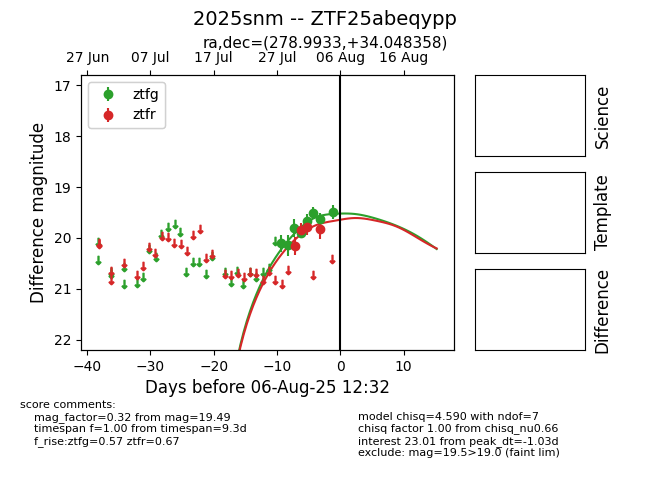 2025snm -- ZTF25abeqypp
ra,dec=(278.9933,+34.048358)
27 Jun 07 Jul 17 Jul 27 Jul 06 Aug 16 Aug
ztfg
ztfr
17
18
19
20
21
22
Difference magnitude
−40 −30 −20 −10 0 10
Days before 06-Aug-25 12:32
Science
Template
Difference
score comments:
mag_factor=0.32 from mag=19.49
timespan f=1.00 from timespan=9.3d
f_rise:ztfg=0.57 ztfr=0.67
model chisq=4.590 with ndof=7
chisq factor 1.00 from chisq_nu0.66
interest 23.01 from peak_dt=-1.03d
exclude: mag=19.5>19.0 (faint lim)